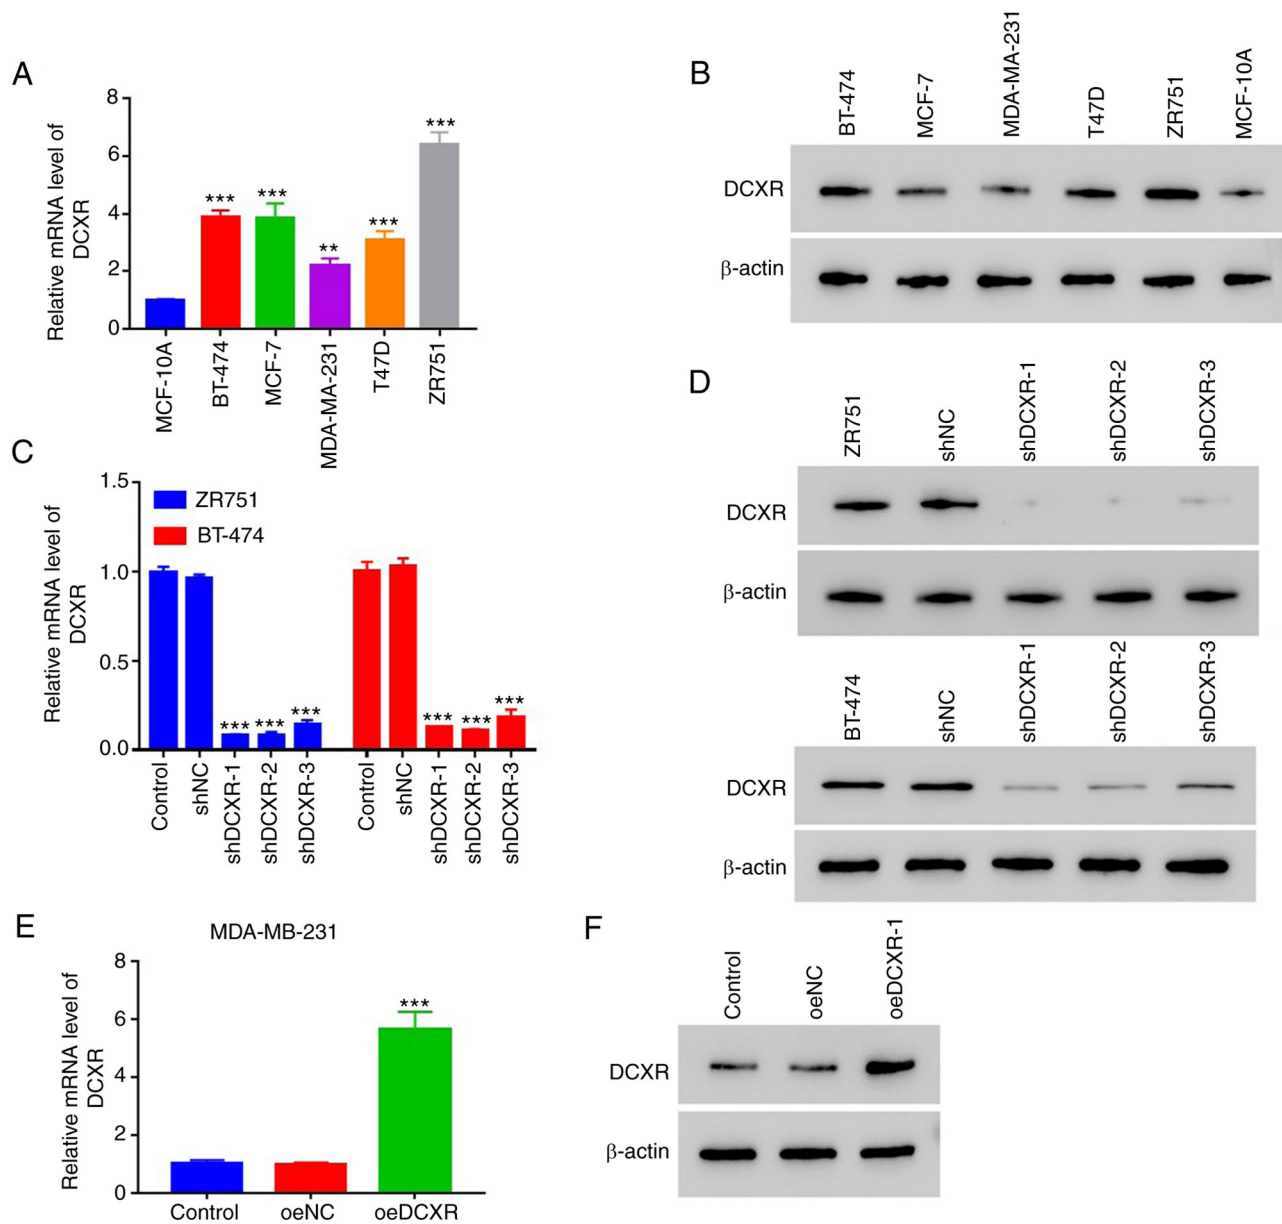 A
Relative mRNA level of
DCXR
8
6
4
2
0
***
***
**
***
***
MCF-10A
BT-474
MCF-7
MDA-MA-231
T47D
ZR751
B
BT-474
MCF-7
MDA-MA-231
T47D
ZR751
MCF-10A
DCXR
β-actin
C
Relative mRNA level of
DCXR
1.5
1.0
0.5
0.0
ZR751
BT-474
***
***
***
***
***
***
Control
shNC
shDCXR-1
shDCXR-2
shDCXR-3
Control
shNC
shDCXR-1
shDCXR-2
shDCXR-3
D
ZR751
shNC
shDCXR-1
shDCXR-2
shDCXR-3
DCXR
β-actin
BT-474
shNC
shDCXR-1
shDCXR-2
shDCXR-3
DCXR
β-actin
E
MDA-MB-231
Relative mRNA level of
DCXR
8
6
4
2
0
***
Control
oeNC
oeDCXR
F
Control
oeNC
oeDCXR-1
DCXR
β-actin